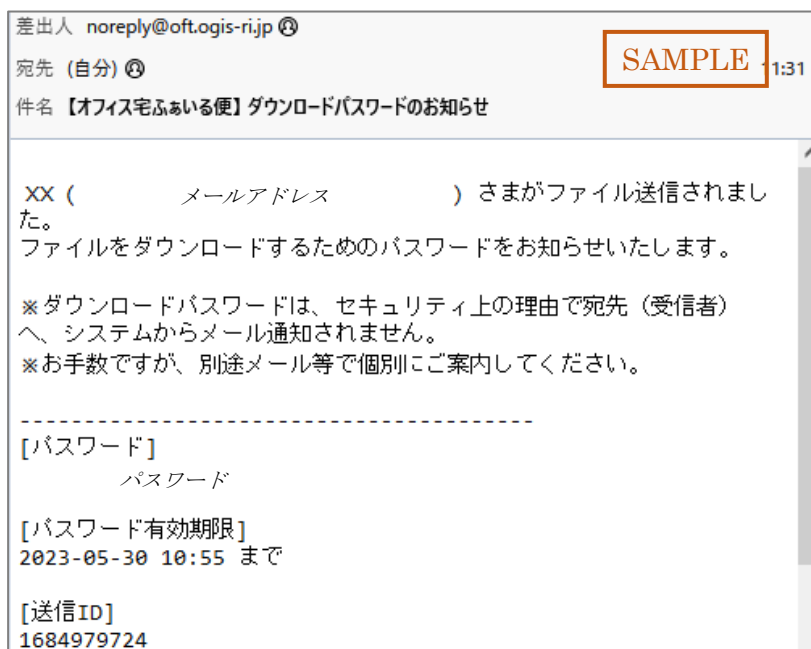 差出人 noreply@oft.ogis-ri.jp
宛先 (自分)
SAMPLE 1:31
件名 【オフィス宅ふぁいる便】ダウンロードパスワードのお知らせ
XX ( メールアドレス ) さまがファイル送信されまし
た。
ファイルをダウンロードするためのパスワードをお知らせいたします。
※ダウンロードパスワードは、セキュリティ上の理由で宛先（受信者）
へ、システムからメール通知されません。
※お手数ですが、別途メール等で個別にご案内してください。
----------------------------------------
[パスワード]
パスワード
[パスワード有効期限]
2023-05-30 10:55 まで
[送信ID]
1684979724